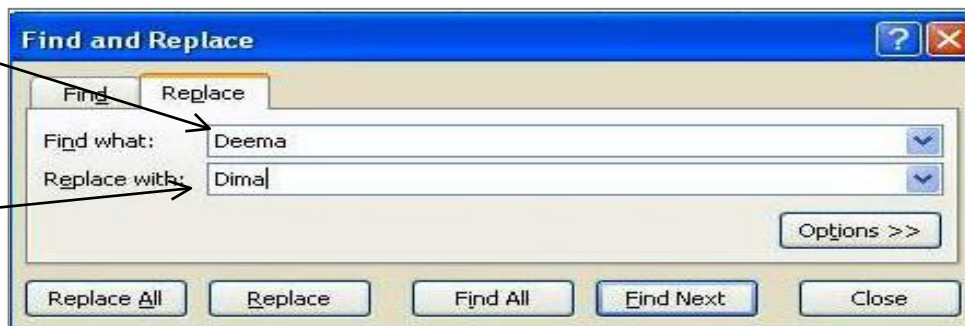 Find and Replace
Find Replace
Find what: Deema
Replace with: Dima
Options >>
Replace All Replace Find All Find Next Close